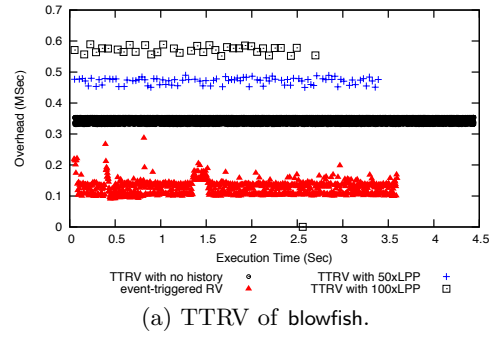 0.7
0.6
0.5
0.4
0.3
0.2
0.1
0
Overhead (MSec)
0 0.5 1 1.5 2 2.5 3 3.5 4 4.5
Execution Time (Sec)
TTRV with no history
event-triggered RV
TTRV with 50xLPP
TTRV with 100xLPP
(a) TTRV of blowfish.